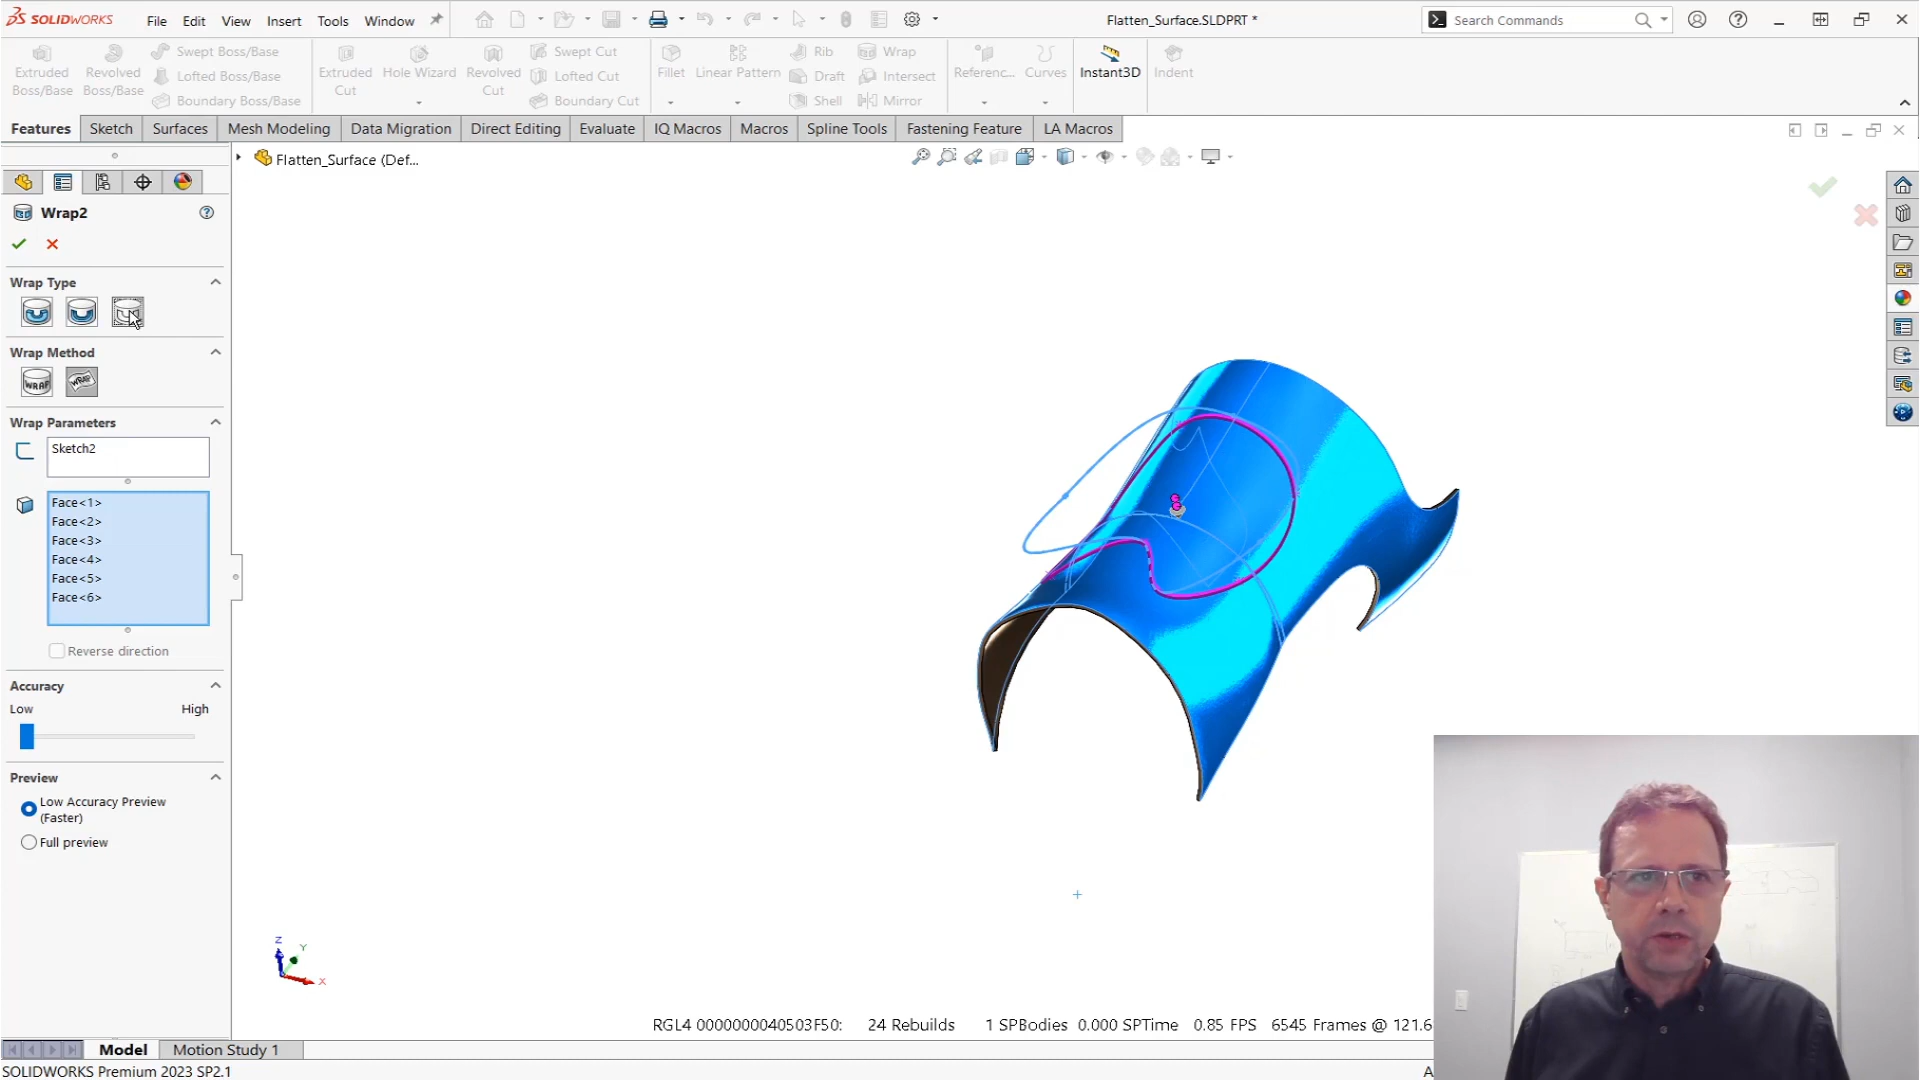 SOLIDWORKS File Edit View Insert Tools Window Flatten_Surface.SLDPRT * Search Commands
Extruded Boss/Base Revolved Boss/Base Swept Boss/Base Lofted Boss/Base Boundary Boss/Base Extruded Cut Hole Wizard Revolved Cut Swept Cut Lofted Cut Boundary Cut Fillet Linear Pattern Rib Draft Shell Wrap Intersect Mirror Referenc... Curves Instant3D Indent
Features Sketch Surfaces Mesh Modeling Data Migration Direct Editing Evaluate IQ Macros Macros Spline Tools Fastening Feature LA Macros
Flatten_Surface (Def...
Wrap2
Wrap Type
Wrap Method
WRAP WRAP
Wrap Parameters
Sketch2
Face<1>
Face<2>
Face<3>
Face<4>
Face<5>
Face<6>
Reverse direction
Accuracy
Low High
Preview
Low Accuracy Preview
(Faster)
Full preview
Z Y X
RGL4 0000000040503F50: 24 Rebuilds 1 SPBodies 0.000 SPTime 0.85 FPS 6545 Frames @ 121.6
Model Motion Study 1
SOLIDWORKS Premium 2023 SP2.1 A